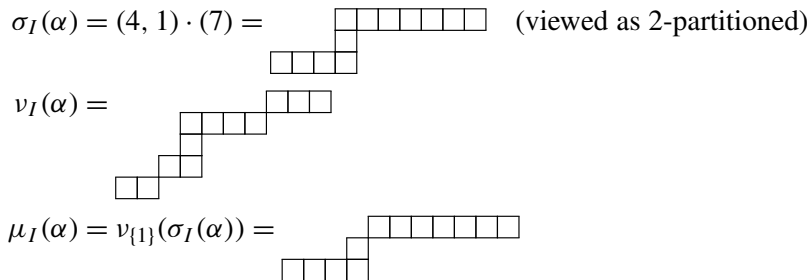 σ_I(α) = (4, 1) · (7) = (viewed as 2-partitioned)
ν_I(α) =
μ_I(α) = ν_{1}(σ_I(α)) =